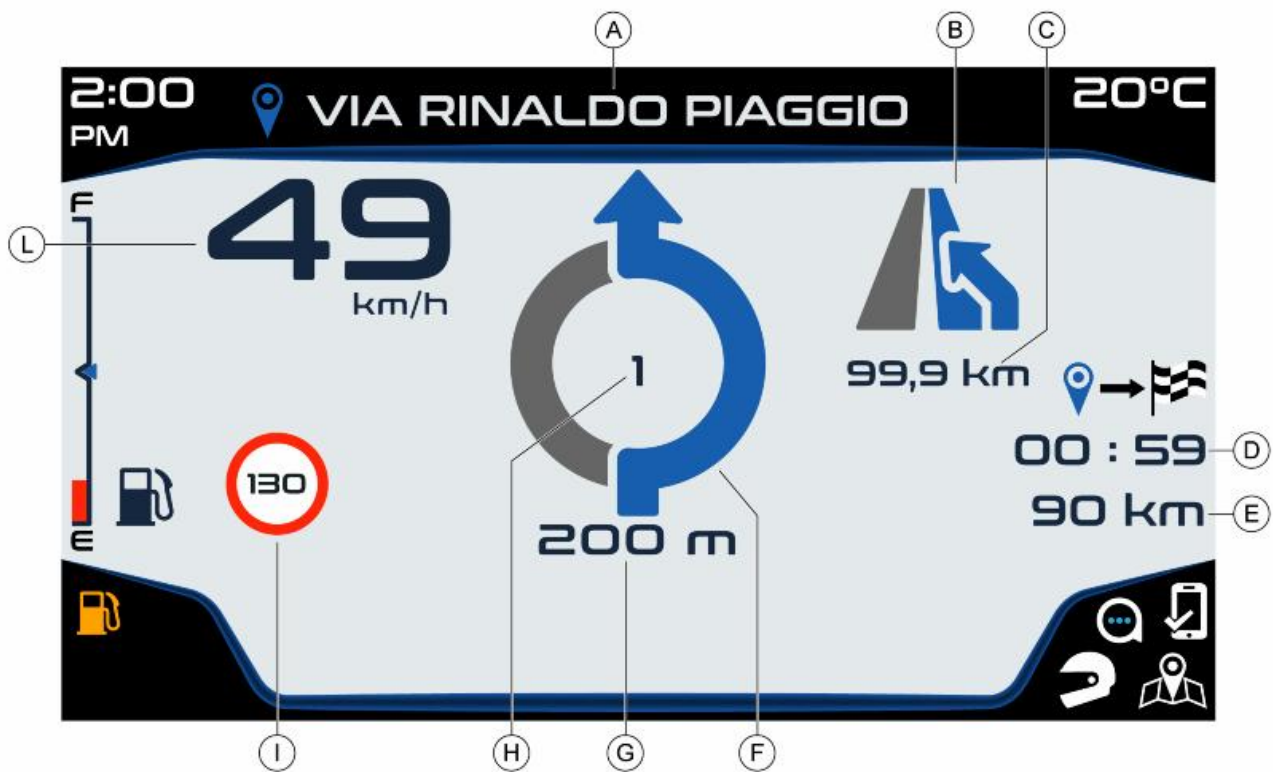 A
B
C
2:00
PM
VIA RINALDO PIAGGIO
20°C
F
49
L
km/h
1
99,9 km
00 : 59
D
130
90 km
E
E
200 m
I
H
G
F